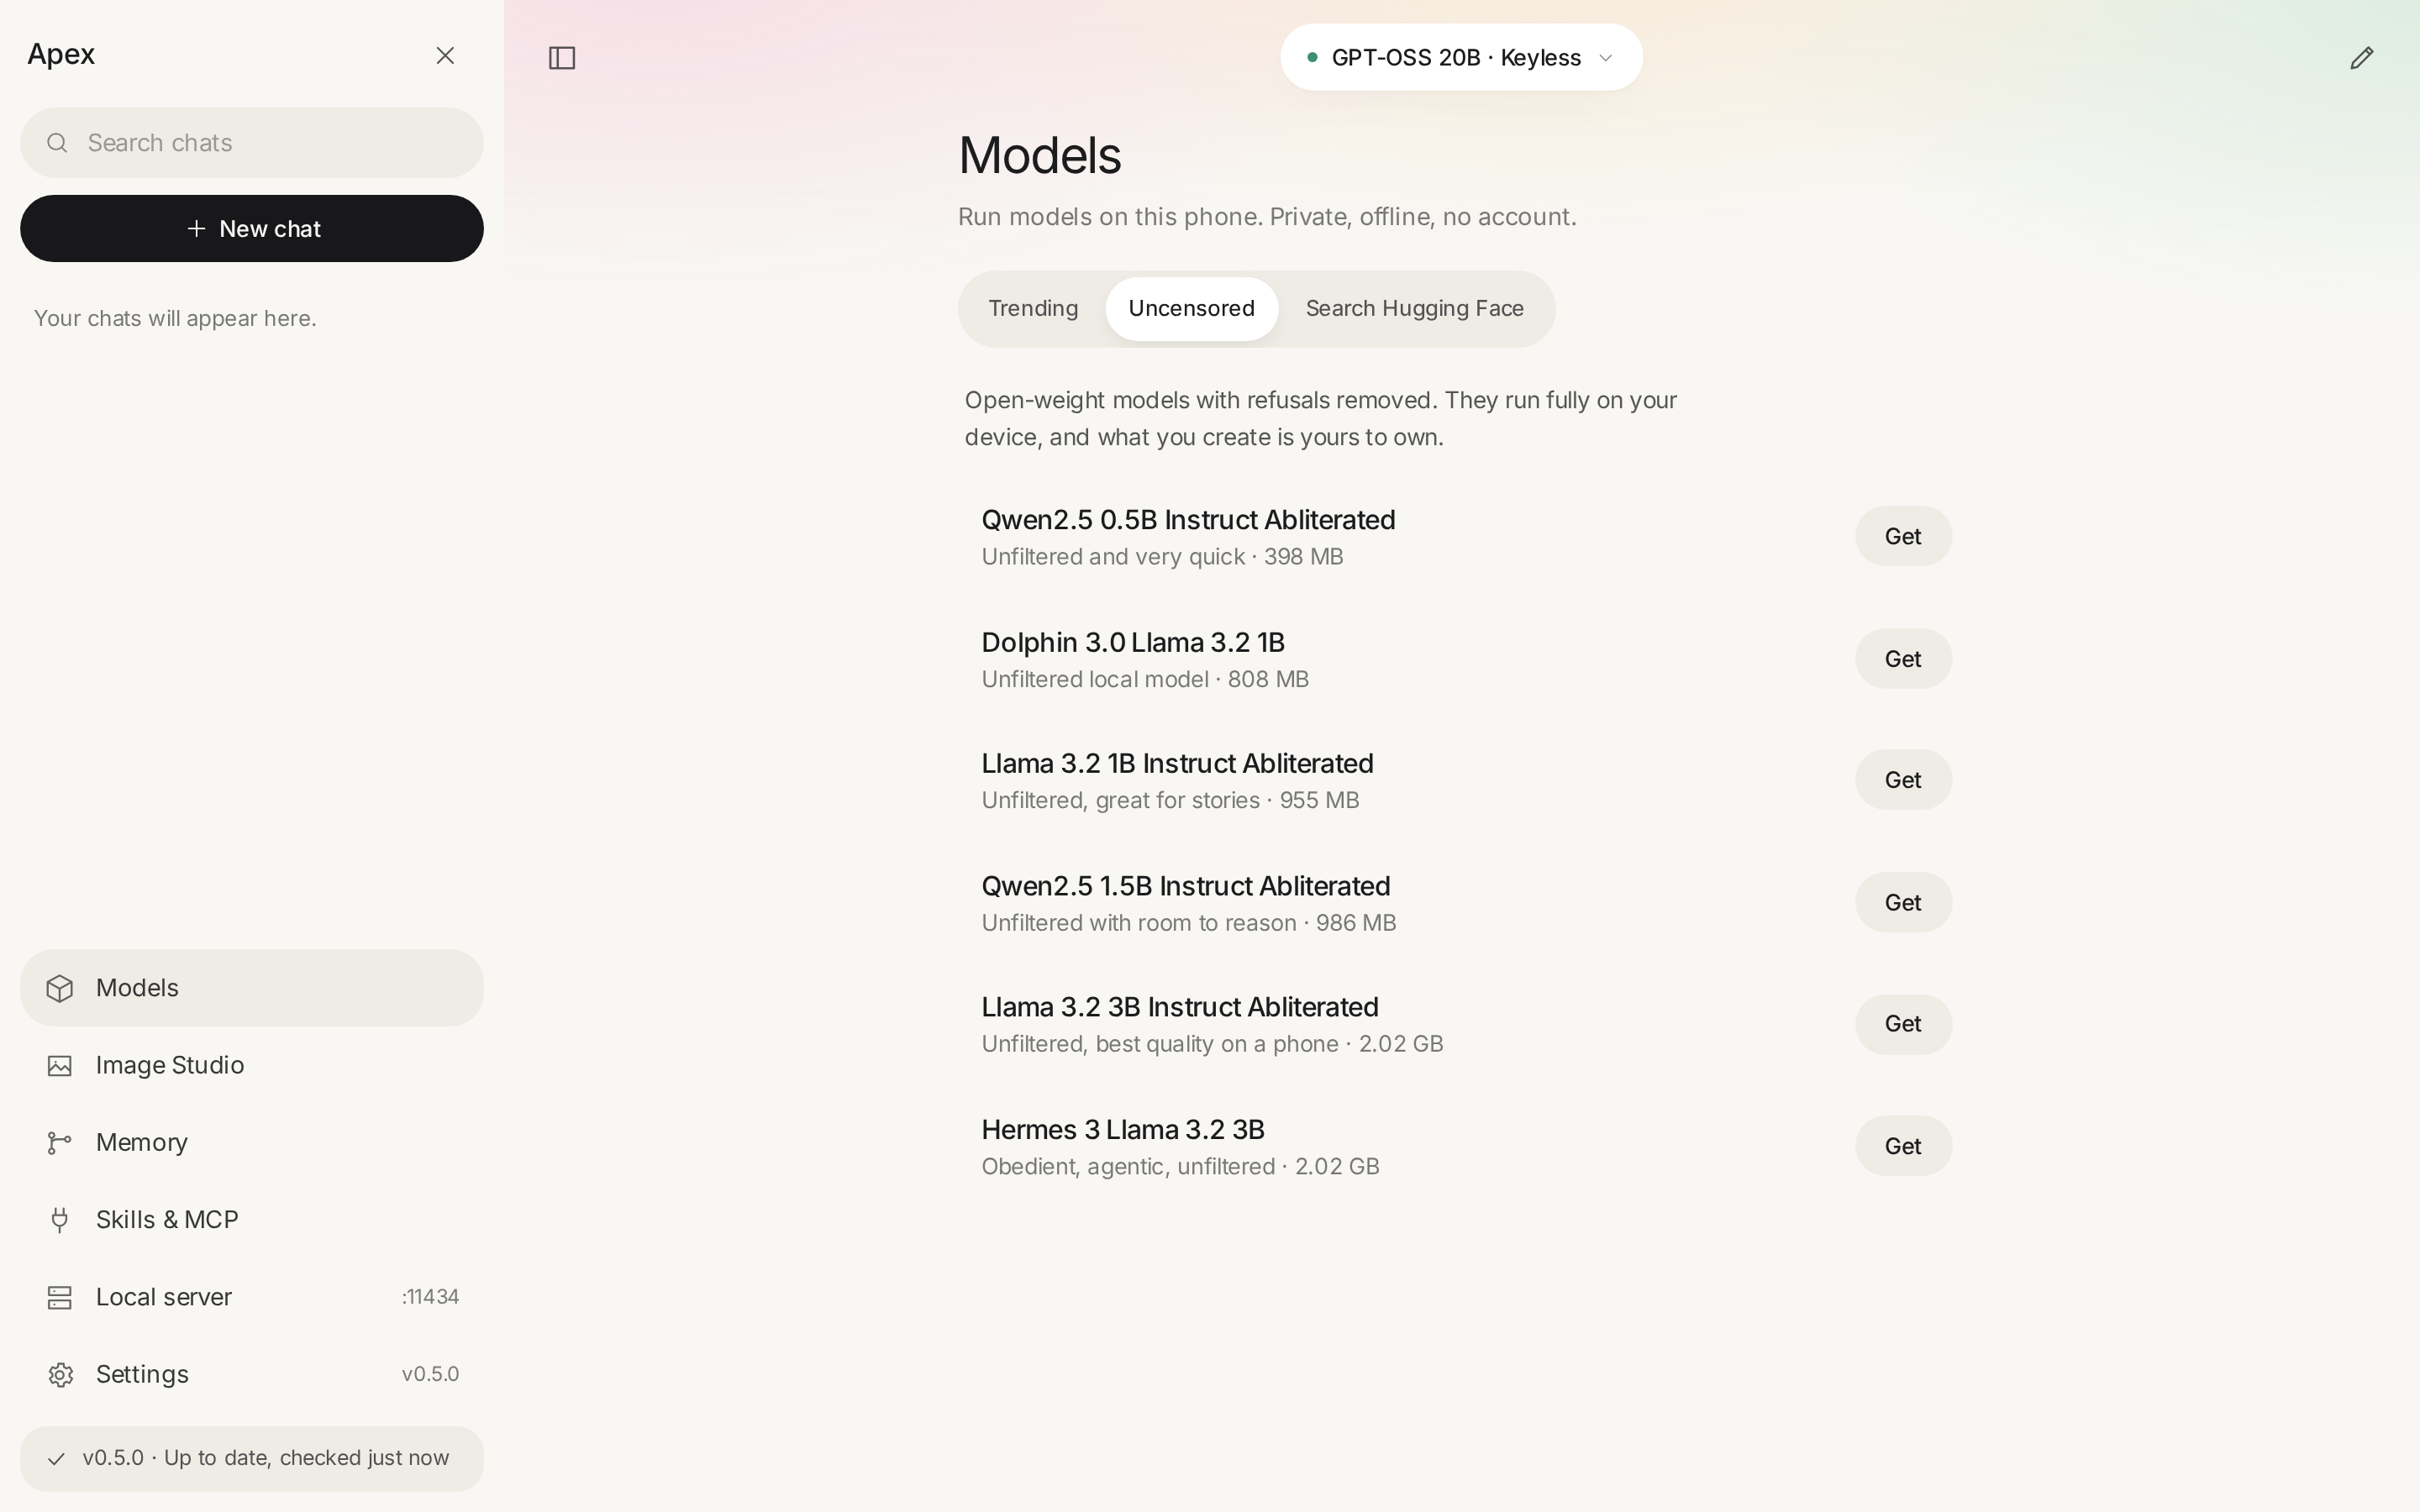 Apex
Search chats
New chat
Your chats will appear here.
Models
Image Studio
Memory
Skills & MCP
Local server :11434
Settings v0.5.0
v0.5.0 · Up to date, checked just now
GPT-OSS 20B · Keyless
Models
Run models on this phone. Private, offline, no account.
Trending Uncensored Search Hugging Face
Open-weight models with refusals removed. They run fully on your
device, and what you create is yours to own.
Qwen2.5 0.5B Instruct Abliterated
Unfiltered and very quick · 398 MB
Get
Dolphin 3.0 Llama 3.2 1B
Unfiltered local model · 808 MB
Get
Llama 3.2 1B Instruct Abliterated
Unfiltered, great for stories · 955 MB
Get
Qwen2.5 1.5B Instruct Abliterated
Unfiltered with room to reason · 986 MB
Get
Llama 3.2 3B Instruct Abliterated
Unfiltered, best quality on a phone · 2.02 GB
Get
Hermes 3 Llama 3.2 3B
Obedient, agentic, unfiltered · 2.02 GB
Get